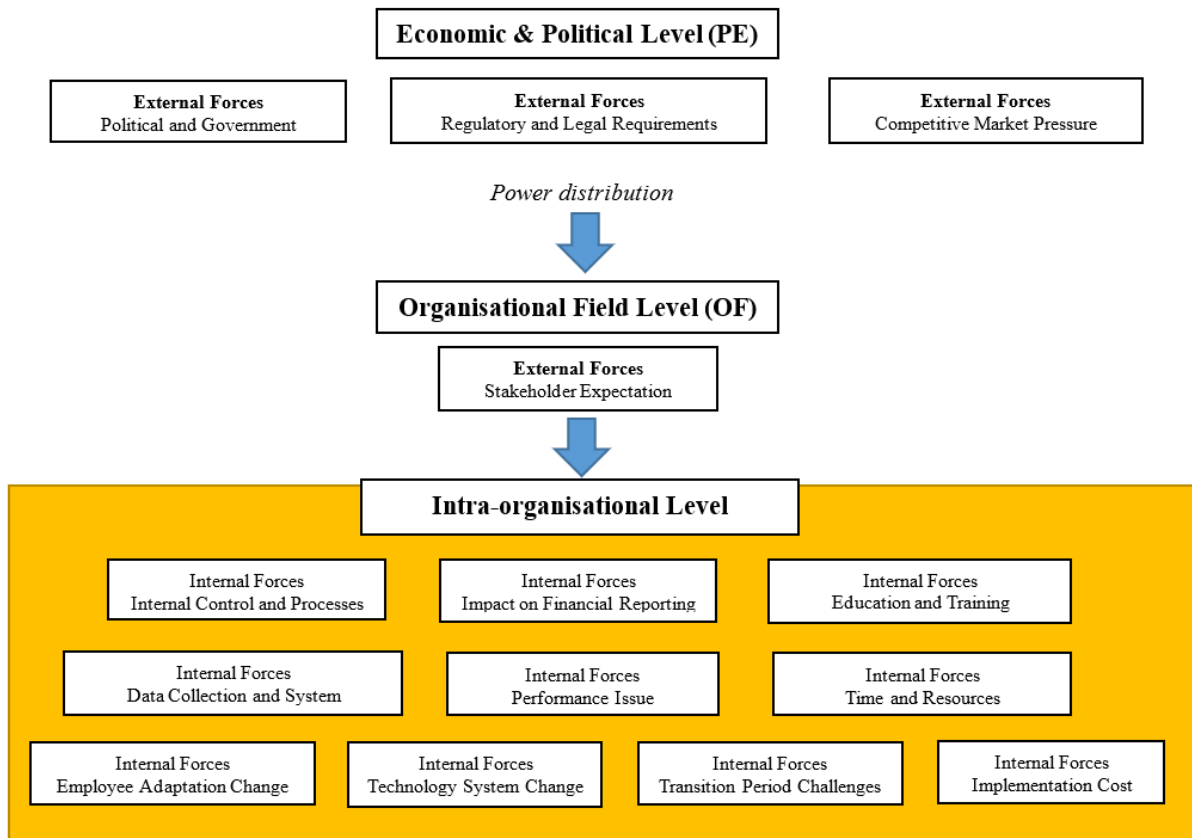 Economic & Political Level (PE)
External Forces
Political and Government
External Forces
Regulatory and Legal Requirements
External Forces
Competitive Market Pressure
Power distribution
Organisational Field Level (OF)
External Forces
Stakeholder Expectation
Intra-organisational Level
Internal Forces
Internal Control and Processes
Internal Forces
Impact on Financial Reporting
Internal Forces
Education and Training
Internal Forces
Data Collection and System
Internal Forces
Performance Issue
Internal Forces
Time and Resources
Internal Forces
Employee Adaptation Change
Internal Forces
Technology System Change
Internal Forces
Transition Period Challenges
Internal Forces
Implementation Cost